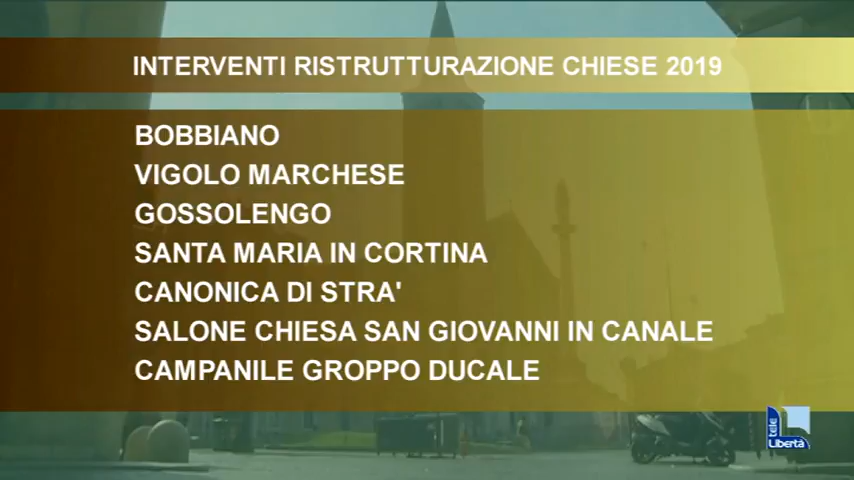 INTERVENTI RISTRUTTURAZIONE CHIESE 2019
BOBBIANO
VIGOLO MARCHESE
GOSSOLENGO
SANTA MARIA IN CORTINA
CANONICA DI STRA'
SALONE CHIESA SAN GIOVANNI IN CANALE
CAMPANILE GROPPO DUCALE
tele
Libertà